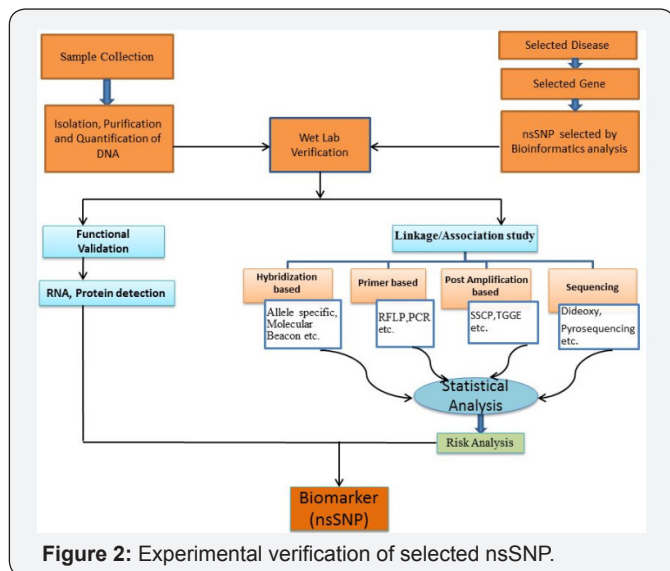 Sample Collection
Isolation, Purification
and Quantification of
DNA
Wet Lab
Verification
Selected Disease
Selected Gene
nsSNP selected by
Bioinformatics analysis
Functional
Validation
RNA, Protein detection
Linkage/Association study
Hybridization
based
Allele specific,
Molecular
Beacon etc.
Primer based
RFLP,PCR
etc.
Post Amplification
based
SSCP,TGGE
etc.
Sequencing
Dideoxy,
Pyrosequencing
etc.
Statistical
Analysis
Risk Analysis
Biomarker
(nsSNP)
Figure 2: Experimental verification of selected nsSNP.